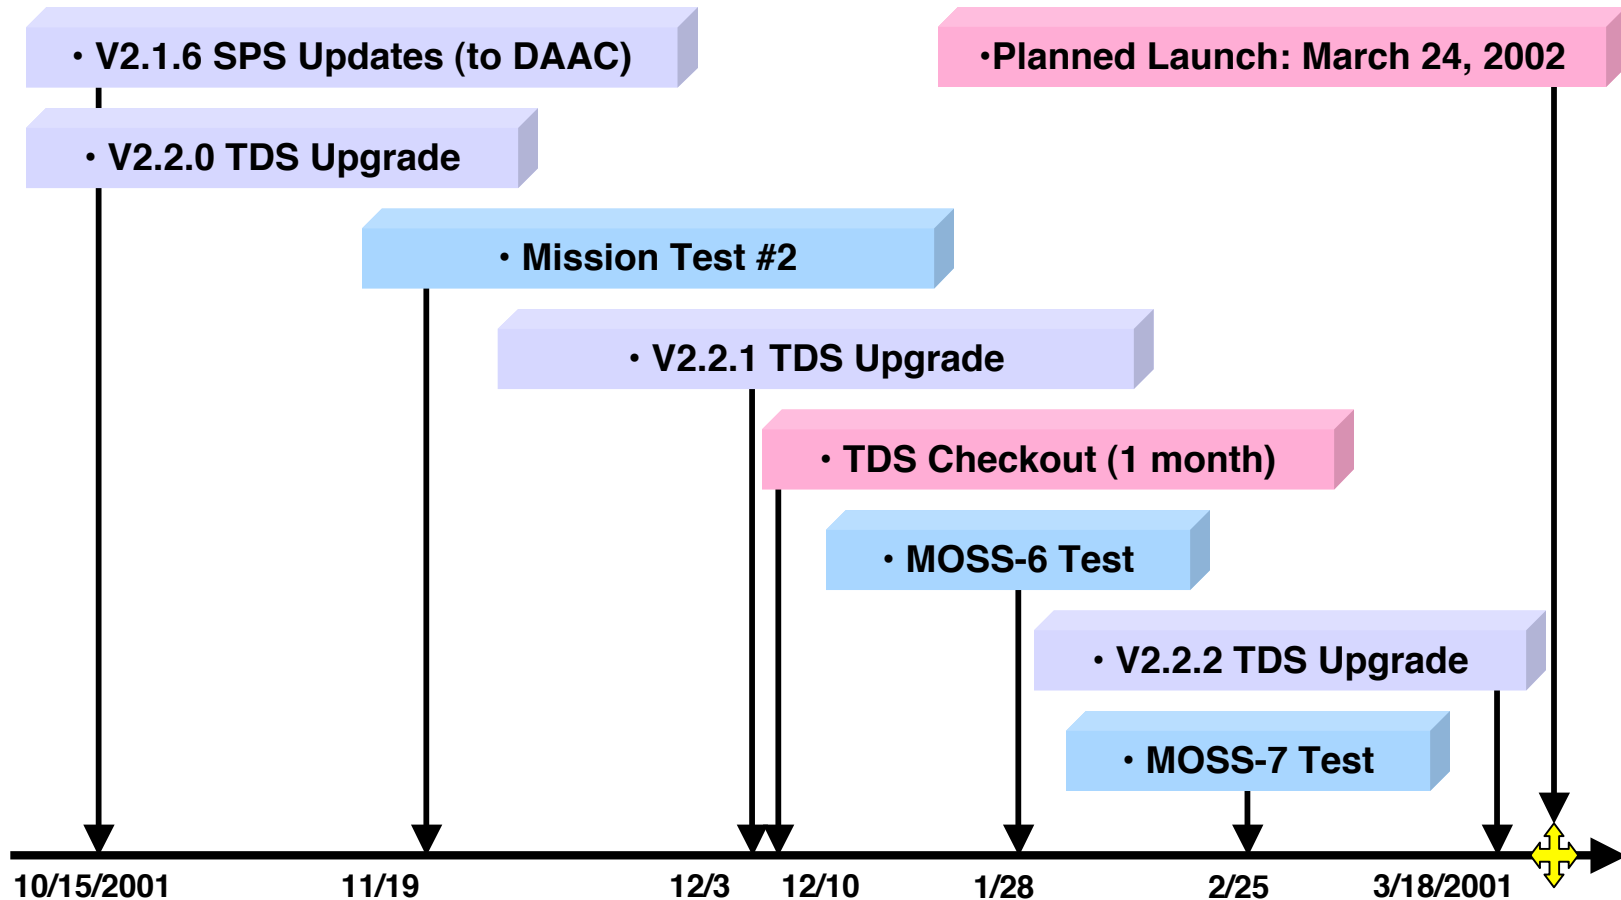 · V2.1.6 SPS Updates (to DAAC)
·Planned Launch: March 24, 2002
· V2.2.0 TDS Upgrade
· Mission Test #2
· V2.2.1 TDS Upgrade
· TDS Checkout (1 month)
· MOSS-6 Test
· V2.2.2 TDS Upgrade
· MOSS-7 Test
10/15/2001 11/19 12/3 12/10 1/28 2/25 3/18/2001